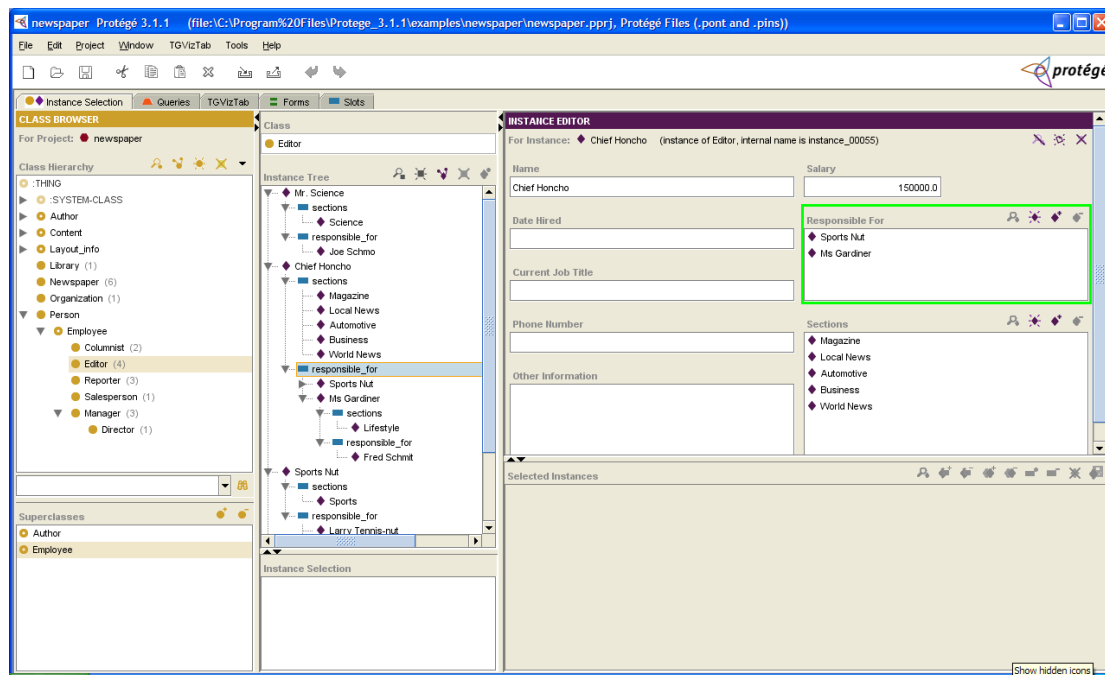 newspaper Protégé 3.1.1 (file:\C:\Program%20Files\Protege_3.1.1\examples\newspaper\newspaper.pprj, Protégé Files (.pont and .pins))
File Edit Project Window TGVizTab Tools Help
protégé
Instance Selection Queries TGVizTab Forms Slots
CLASS BROWSER
For Project: newspaper
Class Hierarchy
:THING
:SYSTEM-CLASS
Author
Content
Layout_info
Library (1)
Newspaper (6)
Organization (1)
Person
Employee
Columnist (2)
Editor (4)
Reporter (3)
Salesperson (1)
Manager (3)
Director (1)
Superclasses
Author
Employee
Class
Editor
Instance Tree
Mr. Science
sections
Science
responsible_for
Joe Schmo
Chief Honcho
sections
Magazine
Local News
Automotive
Business
World News
responsible_for
Sports Nut
Ms Gardiner
sections
Lifestyle
responsible_for
Fred Schmit
Sports Nut
sections
Sports
responsible_for
Larry Tennis-nut
Instance Selection
INSTANCE EDITOR
For Instance: Chief Honcho (instance of Editor, internal name is instance_00055)
Name
Chief Honcho
Salary
150000.0
Date Hired
Responsible For
Sports Nut
Ms Gardiner
Current Job Title
Phone Number
Sections
Magazine
Local News
Automotive
Business
World News
Other Information
Selected Instances
Show hidden icons